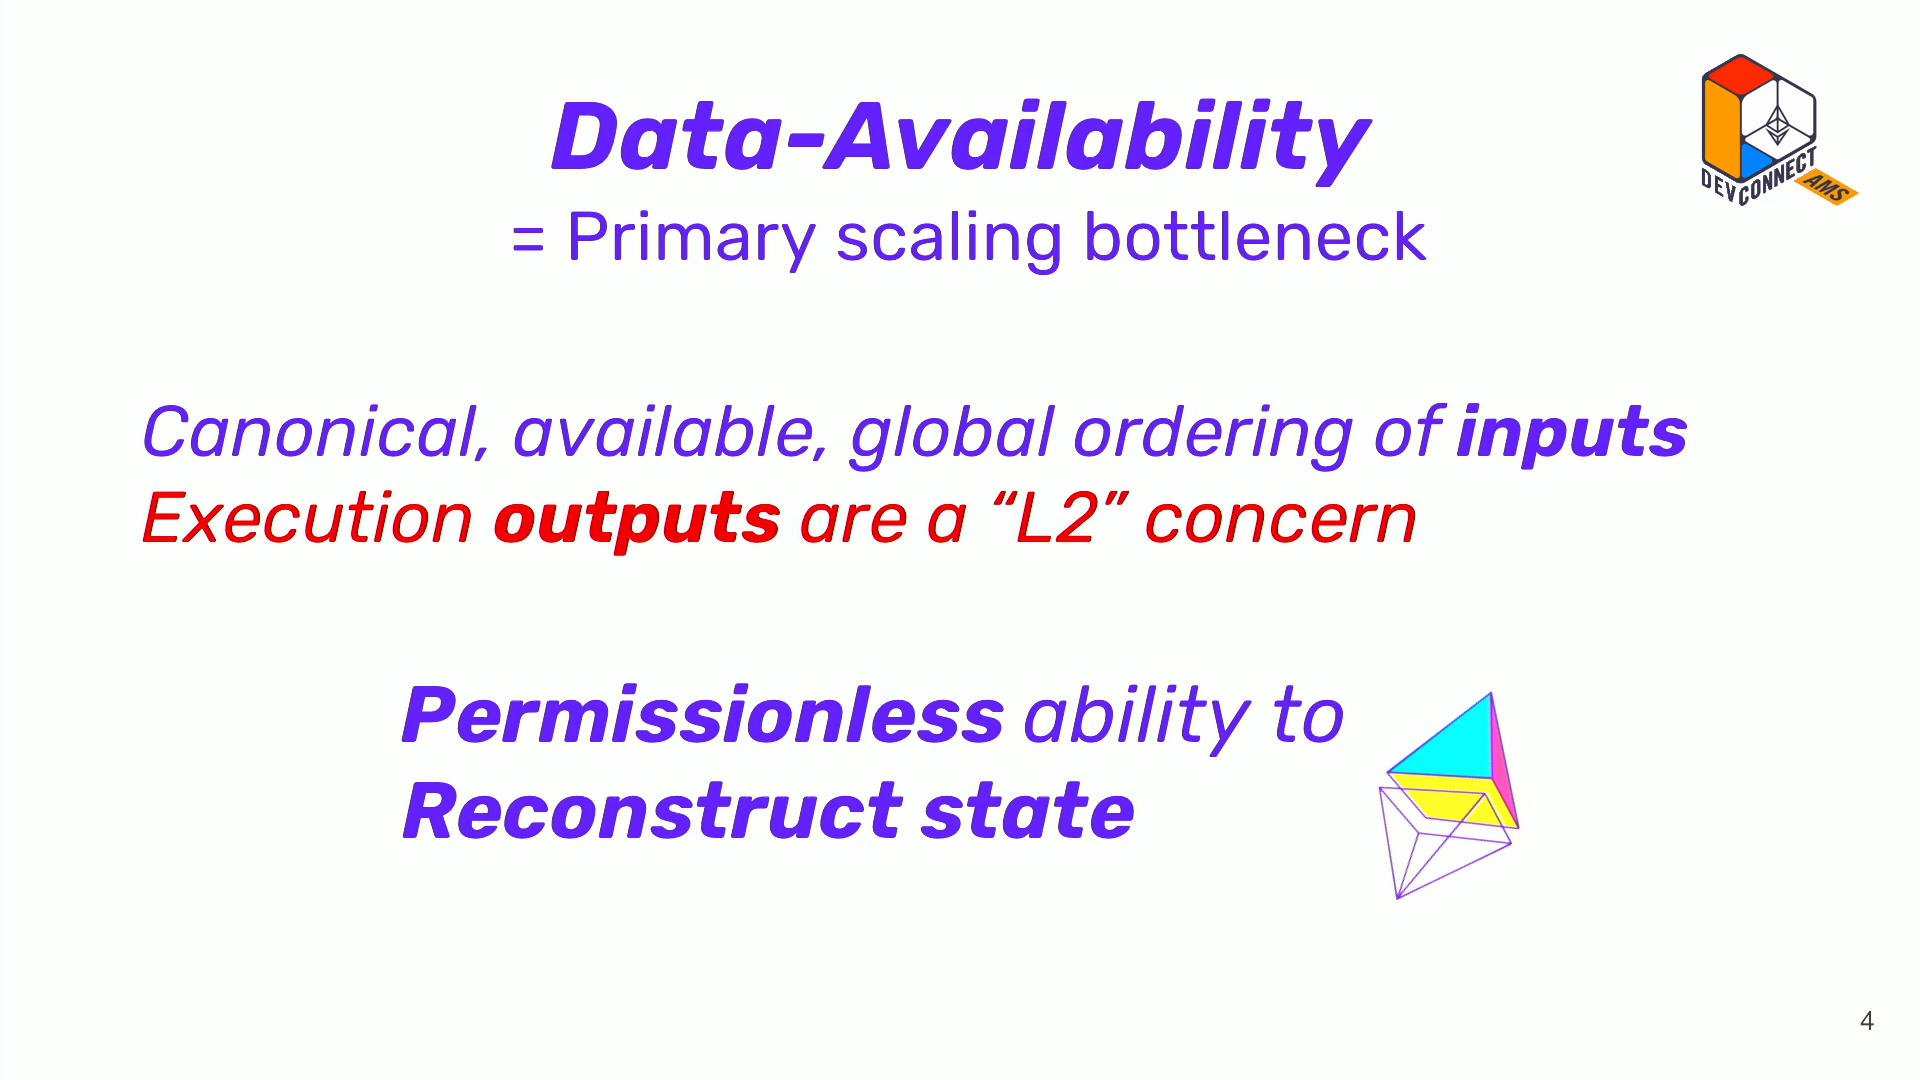 Data-Availability
= Primary scaling bottleneck
DEVCONNECT
AMS
Canonical, available, global ordering of inputs
Execution outputs are a “L2” concern
Permissionless ability to
Reconstruct state
4